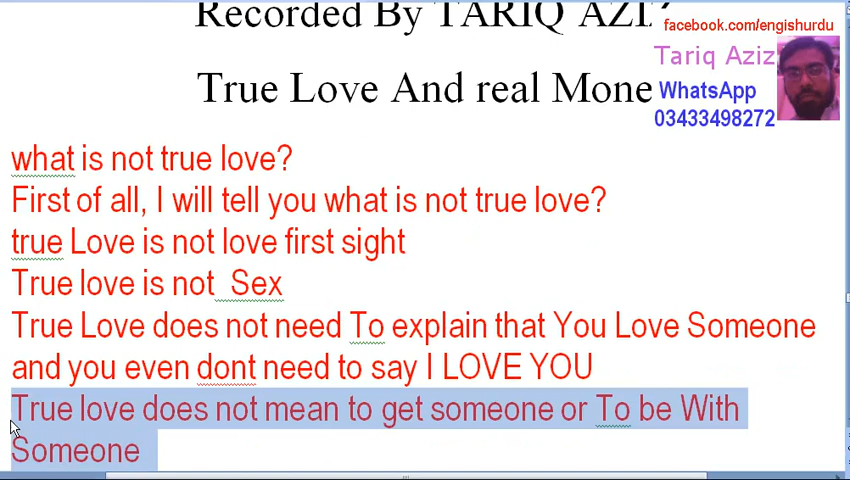 Recorded By TARIQ AZIZ
facebook.com/engishurdu
Tariq Aziz
True Love And real Mone
WhatsApp
03433498272
what is not true love?
First of all, I will tell you what is not true love?
true Love is not love first sight
True love is not Sex
True Love does not need To explain that You Love Someone
and you even dont need to say I LOVE YOU
True love does not mean to get someone or To be With
Someone